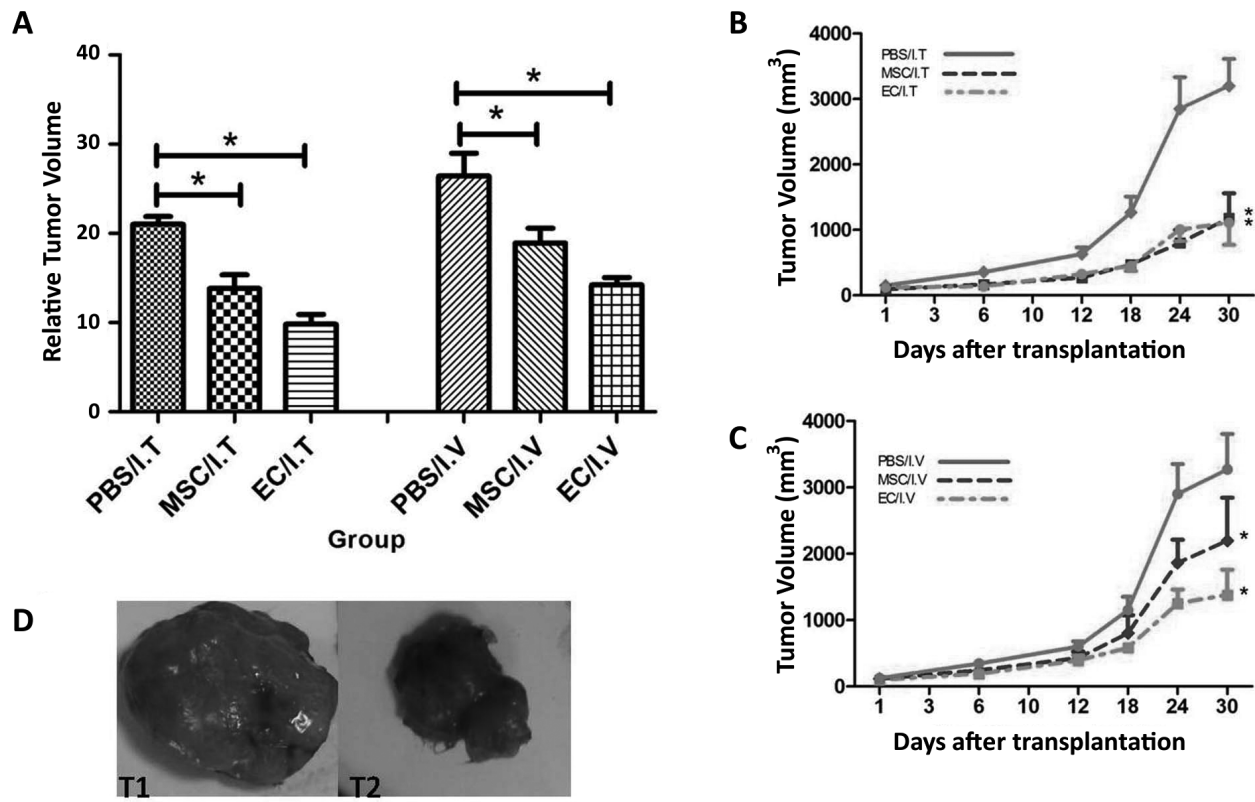 A
Relative Tumor Volume
40
30
20
10
0
*
*
*
*
PBS/I.T
MSC/I.T
EC/I.T
PBS/I.V
MSC/I.V
EC/I.V
Group
B
Tumor Volume (mm³)
4000
3000
2000
1000
0
PBS/I.T
MSC/I.T
EC/I.T
*
*
1 3 6 10 12 18 24 30
Days after transplantation
C
Tumor Volume (mm³)
4000
3000
2000
1000
0
PBS/I.V
MSC/I.V
EC/I.V
*
*
1 3 6 10 12 18 24 30
Days after transplantation
D
T1
T2